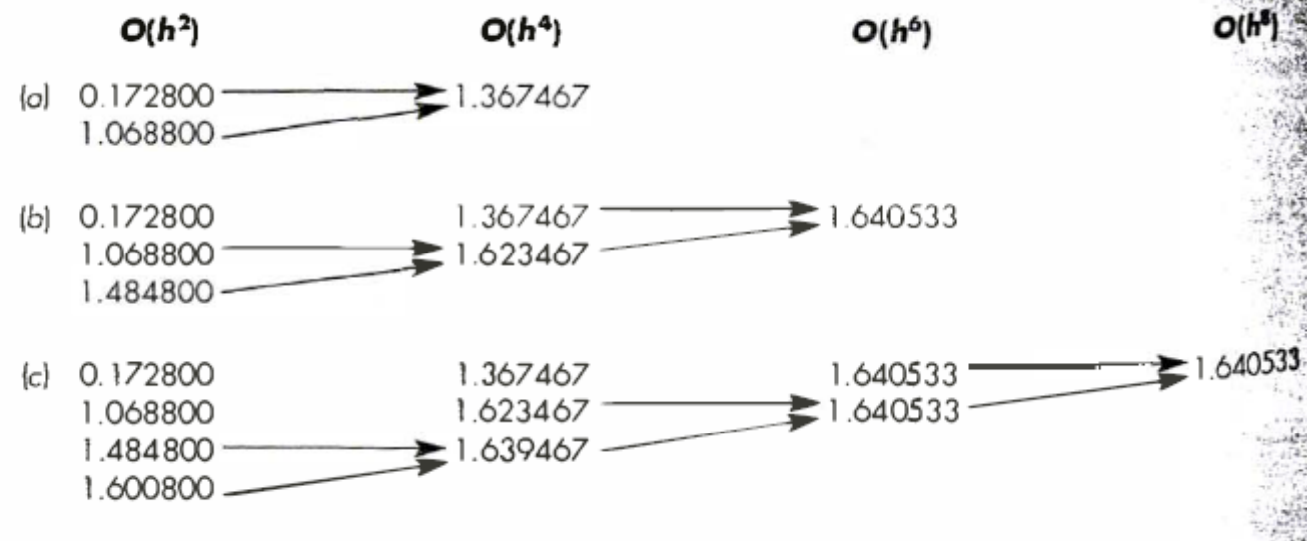 O(h²) O(h⁴) O(h⁶) O(h⁸)
(a) 0.172800 1.367467
1.068800
(b) 0.172800 1.367467 1.640533
1.068800 1.623467
1.484800
(c) 0.172800 1.367467 1.640533 1.640533
1.068800 1.623467 1.640533
1.484800 1.639467
1.600800